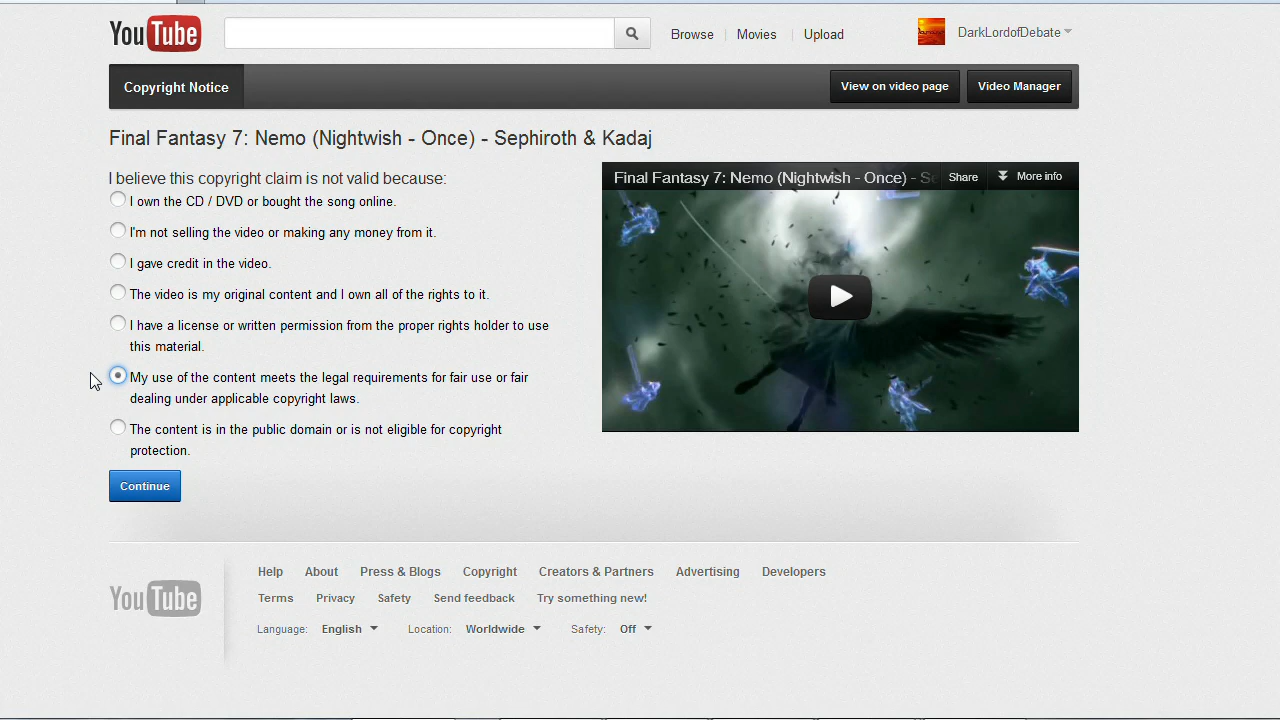 YouTube
Browse Movies Upload DarkLordofDebate
Copyright Notice View on video page Video Manager
Final Fantasy 7: Nemo (Nightwish - Once) - Sephiroth & Kadaj
I believe this copyright claim is not valid because:
I own the CD / DVD or bought the song online.
I'm not selling the video or making any money from it.
I gave credit in the video.
The video is my original content and I own all of the rights to it.
I have a license or written permission from the proper rights holder to use
this material.
My use of the content meets the legal requirements for fair use or fair
dealing under applicable copyright laws.
The content is in the public domain or is not eligible for copyright
protection.
Continue
Final Fantasy 7: Nemo (Nightwish - Once) - S Share More info
YouTube
Help About Press & Blogs Copyright Creators & Partners Advertising Developers
Terms Privacy Safety Send feedback Try something new!
Language: English Location: Worldwide Safety: Off